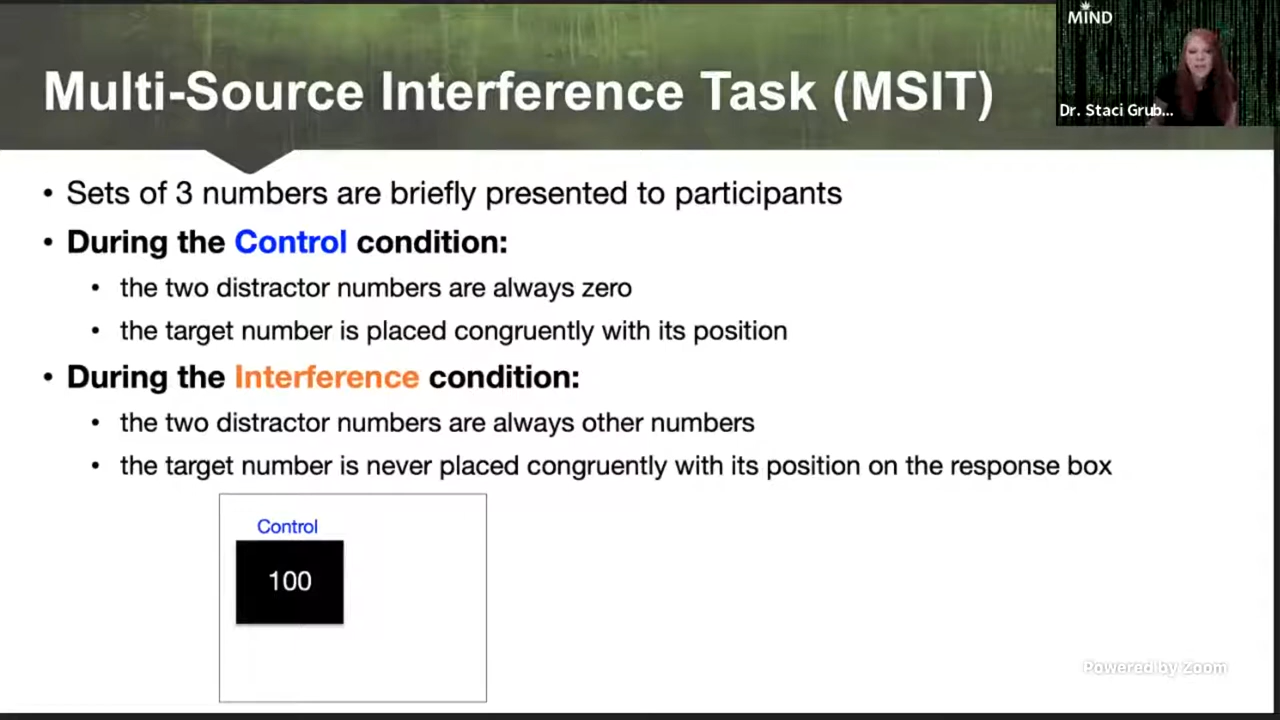 MIND
Dr. Staci Grub...
Multi-Source Interference Task (MSIT)
• Sets of 3 numbers are briefly presented to participants
• During the Control condition:
• the two distractor numbers are always zero
• the target number is placed congruently with its position
• During the Interference condition:
• the two distractor numbers are always other numbers
• the target number is never placed congruently with its position on the response box
Control
100
Powered by Zoom